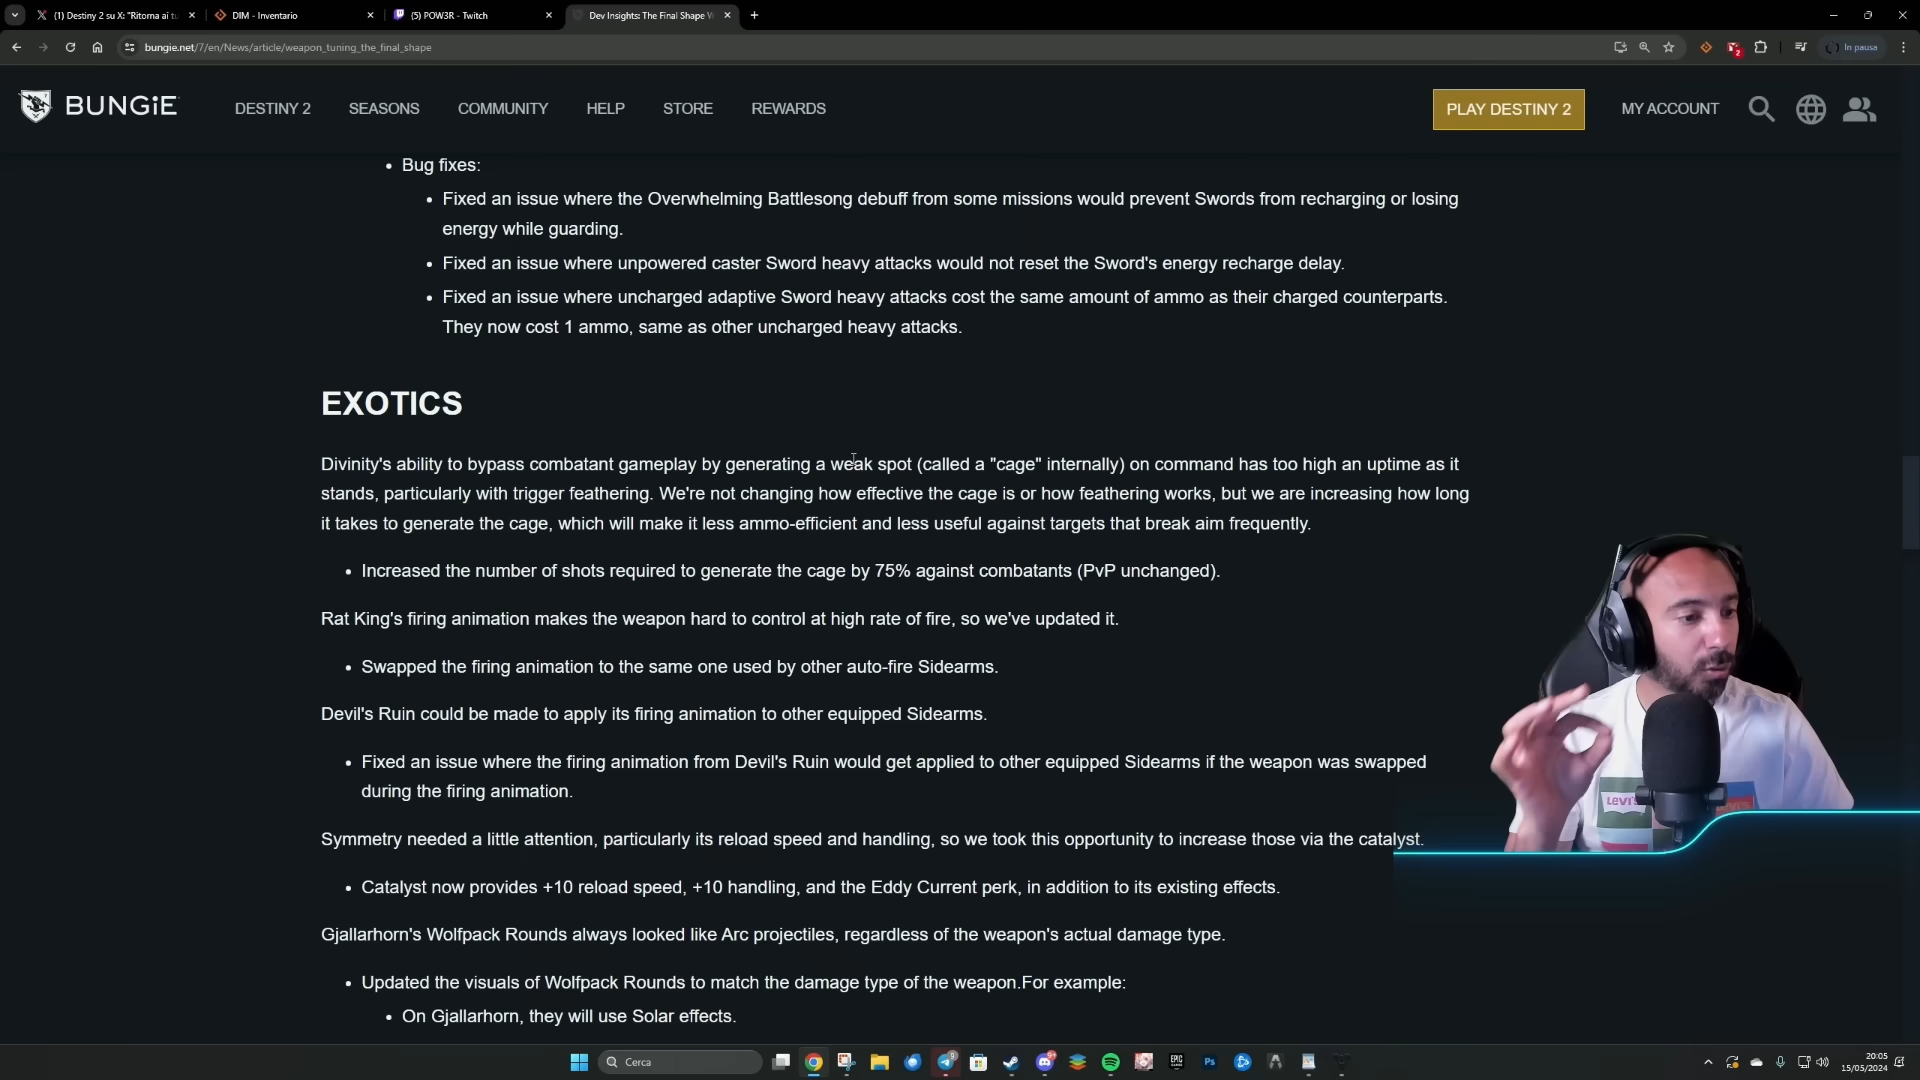 (1) Destiny 2 su X: "Ritorna ai tu
DIM - Inventario
(5) POW3R - Twitch
Dev Insights: The Final Shape W
bungie.net/7/en/News/article/weapon_tuning_the_final_shape
2
In pausa
BUNGiE
DESTINY 2
SEASONS
COMMUNITY
HELP
STORE
REWARDS
PLAY DESTINY 2
MY ACCOUNT
Bug fixes:
Fixed an issue where the Overwhelming Battlesong debuff from some missions would prevent Swords from recharging or losing
energy while guarding.
Fixed an issue where unpowered caster Sword heavy attacks would not reset the Sword's energy recharge delay.
Fixed an issue where uncharged adaptive Sword heavy attacks cost the same amount of ammo as their charged counterparts.
They now cost 1 ammo, same as other uncharged heavy attacks.
EXOTICS
Divinity's ability to bypass combatant gameplay by generating a weak spot (called a "cage" internally) on command has too high an uptime as it
stands, particularly with trigger feathering. We're not changing how effective the cage is or how feathering works, but we are increasing how long
it takes to generate the cage, which will make it less ammo-efficient and less useful against targets that break aim frequently.
Increased the number of shots required to generate the cage by 75% against combatants (PvP unchanged).
Rat King's firing animation makes the weapon hard to control at high rate of fire, so we've updated it.
Swapped the firing animation to the same one used by other auto-fire Sidearms.
Devil's Ruin could be made to apply its firing animation to other equipped Sidearms.
Fixed an issue where the firing animation from Devil's Ruin would get applied to other equipped Sidearms if the weapon was swapped
during the firing animation.
Symmetry needed a little attention, particularly its reload speed and handling, so we took this opportunity to increase those via the catalyst.
Catalyst now provides +10 reload speed, +10 handling, and the Eddy Current perk, in addition to its existing effects.
Gjallarhorn's Wolfpack Rounds always looked like Arc projectiles, regardless of the weapon's actual damage type.
Updated the visuals of Wolfpack Rounds to match the damage type of the weapon.For example:
On Gjallarhorn, they will use Solar effects.
Levi's
Cerca
9
EPIC
Ps
20:05
15/05/2024